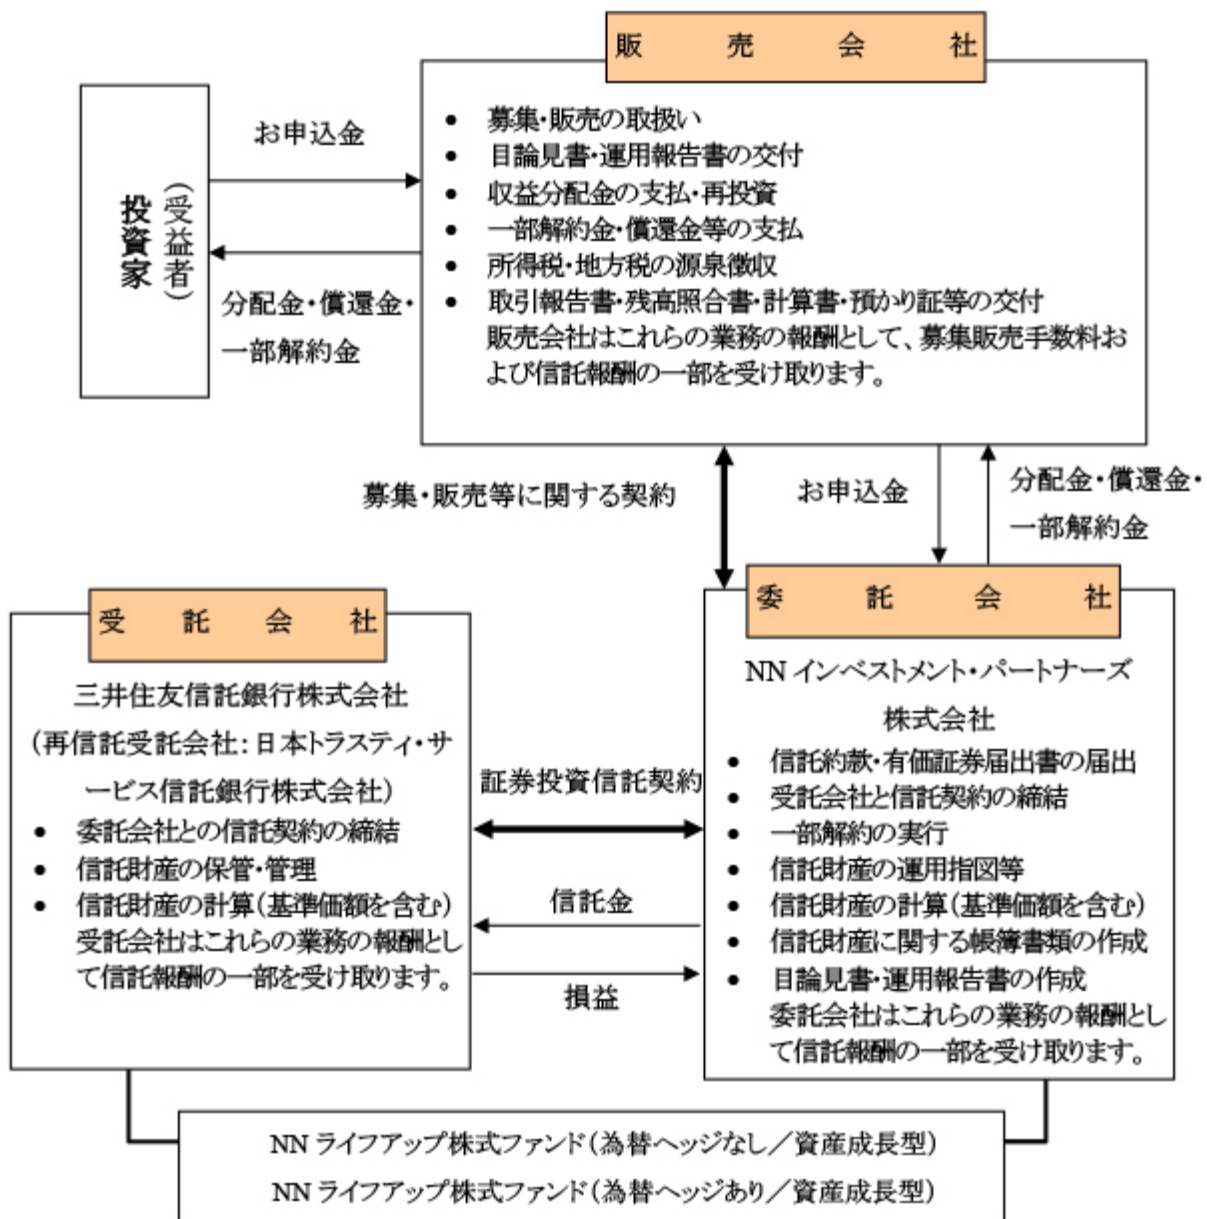 販売会社
投資家
(受益者)
お申込金
分配金・償還金・
一部解約金
• 募集・販売の取扱い
• 目論見書・運用報告書の交付
• 収益分配金の支払・再投資
• 一部解約金・償還金等の支払
• 所得税・地方税の源泉徴収
• 取引報告書・残高照合書・計算書・預かり証等の交付
販売会社はこれらの業務の報酬として、募集販売手数料お
よび信託報酬の一部を受け取ります。
募集・販売等に関する契約
お申込金
分配金・償還金・
一部解約金
受託会社
三井住友信託銀行株式会社
(再信託受託会社:日本トラスティ・サ
ービス信託銀行株式会社)
• 委託会社との信託契約の締結
• 信託財産の保管・管理
• 信託財産の計算(基準価額を含む)
受託会社はこれらの業務の報酬とし
て信託報酬の一部を受け取ります。
証券投資信託契約
信託金
損益
委託会社
NN インベストメント・パートナーズ
株式会社
• 信託約款・有価証券届出書の届出
• 受託会社と信託契約の締結
• 一部解約の実行
• 信託財産の運用指図等
• 信託財産の計算(基準価額を含む)
• 信託財産に関する帳簿書類の作成
• 目論見書・運用報告書の作成
委託会社はこれらの業務の報酬とし
て信託報酬の一部を受け取ります。
NN ライフアップ株式ファンド(為替ヘッジなし/資産成長型)
NN ライフアップ株式ファンド(為替ヘッジあり/資産成長型)